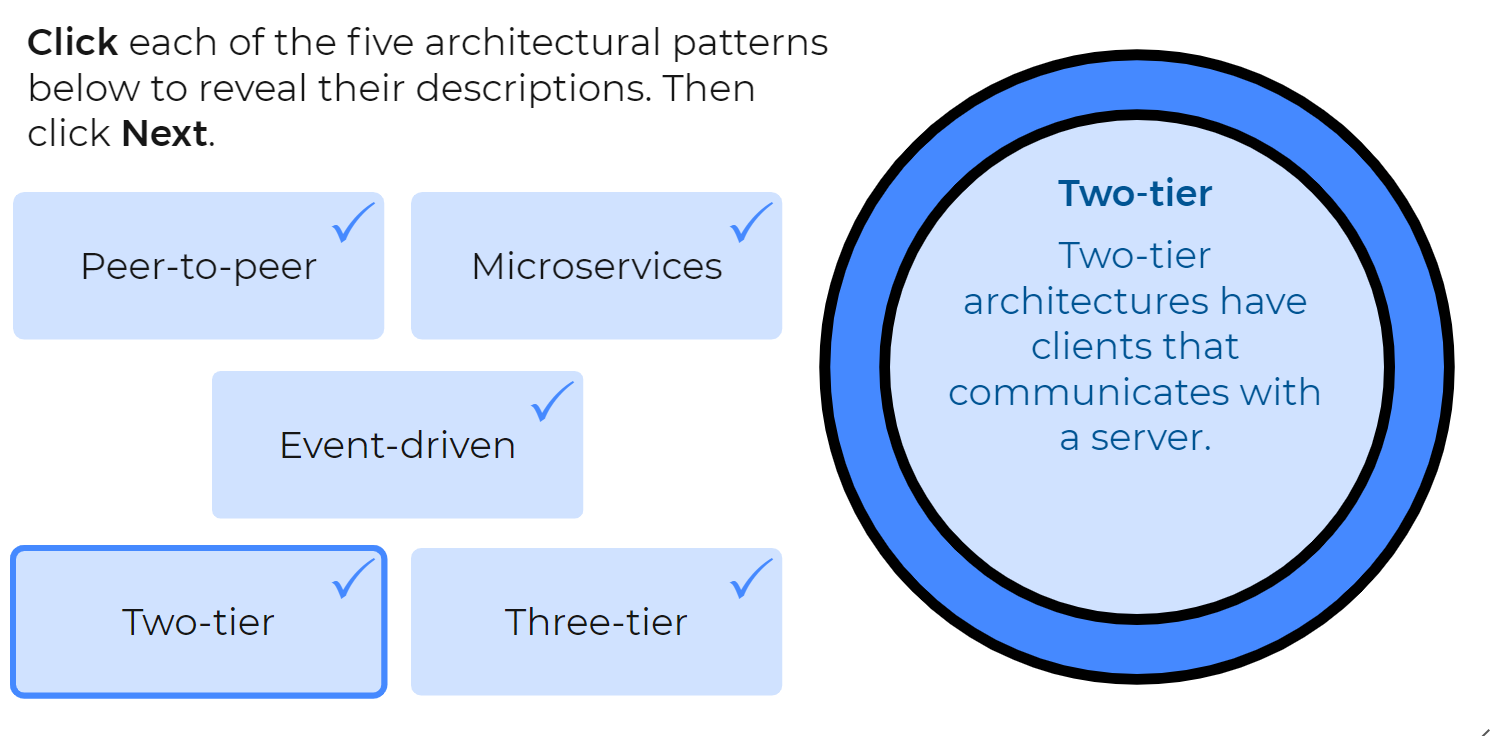 Click each of the five architectural patterns
below to reveal their descriptions. Then
click Next.
Peer-to-peer
Microservices
Event-driven
Two-tier
Three-tier
Two-tier
Two-tier
architectures have
clients that
communicates with
a server.